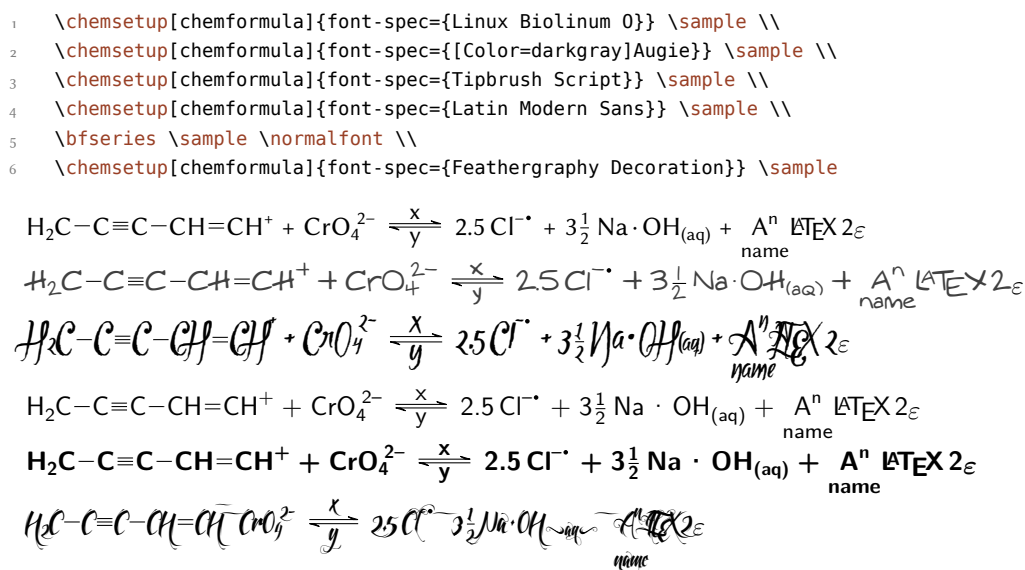 1 \chemsetup[chemformula]{font-spec={Linux Biolinum O}} \sample \\
2 \chemsetup[chemformula]{font-spec={[Color=darkgray]Augie}} \sample \\
3 \chemsetup[chemformula]{font-spec={Tipbrush Script}} \sample \\
4 \chemsetup[chemformula]{font-spec={Latin Modern Sans}} \sample \\
5 \bfseries \sample \normalfont \\
6 \chemsetup[chemformula]{font-spec={Feathergraphy Decoration}} \sample
H₂C−C≡C−CH=CH⁺ + CrO₄²⁻ x⇌y 2.5 Cl⁻• + 3½ Na·OH(aq) + Aⁿ name LATEX 2ε
H₂C−C≡C−CH=CH⁺ + CrO₄²⁻ x⇌y 2.5 Cl⁻• + 3½ Na·OH(aq) + Aⁿ name LATEX 2ε
H₂C−C≡C−CH=CH⁺ + CrO₄²⁻ x⇌y 2.5 Cl⁻• + 3½ Na·OH(aq) + Aⁿ name LATEX 2ε
H₂C−C≡C−CH=CH⁺ + CrO₄²⁻ x⇌y 2.5 Cl⁻• + 3½ Na · OH(aq) + Aⁿ name LATEX 2ε
H₂C−C≡C−CH=CH⁺ + CrO₄²⁻ x⇌y 2.5 Cl⁻• + 3½ Na · OH(aq) + Aⁿ name LATEX 2ε
H₂C−C≡C−CH=CH CrO₄²⁻ x⇌y 2.5 Cl⁻• 3½ Na·OH aq Aⁿ name LATEX 2ε